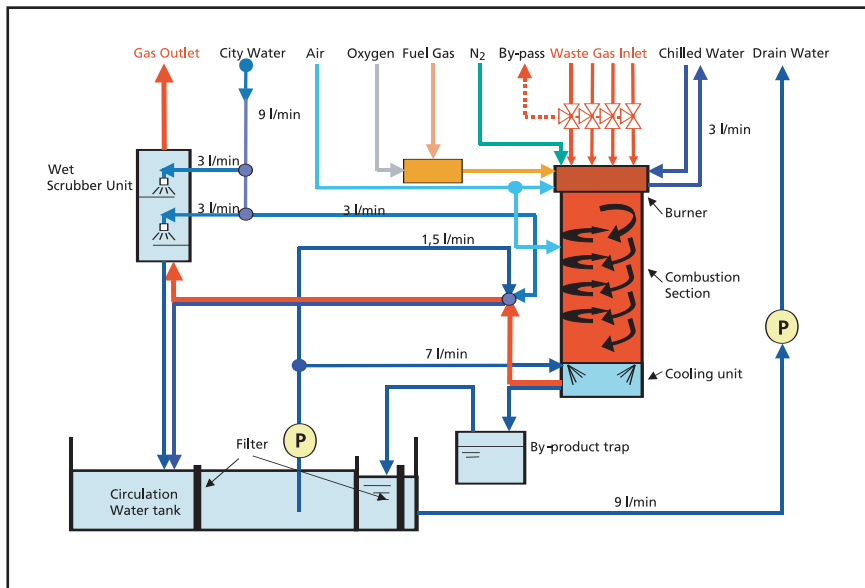 Gas Outlet
City Water
Air
Oxygen
Fuel Gas
N2
By-pass
Waste Gas Inlet
Chilled Water
Drain Water
9 l/min
3 l/min
3 l/min
Wet
Scrubber Unit
3 l/min
3 l/min
Burner
1,5 l/min
Combustion
Section
P
7 l/min
Cooling unit
P
Filter
By-product trap
Circulation
Water tank
9 l/min